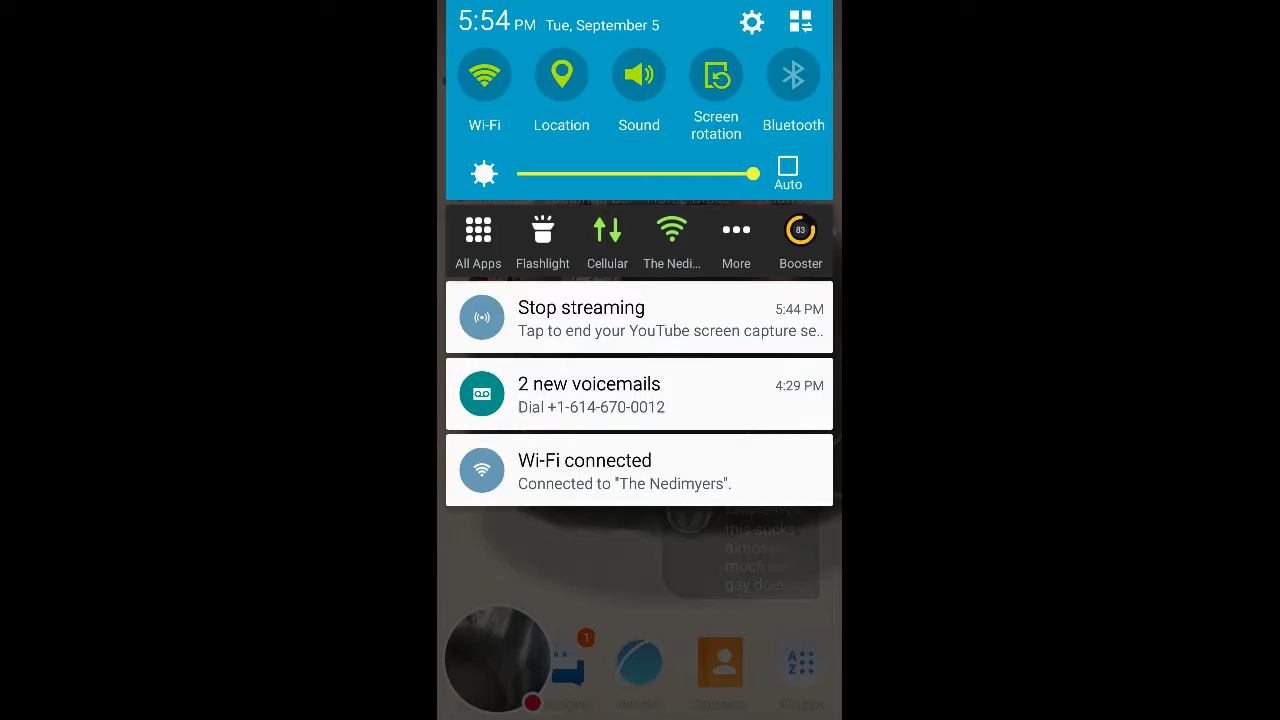 5:54 PM Tue, September 5
Wi-Fi Location Sound Screen rotation Bluetooth
Auto
83
All Apps Flashlight Cellular The Nedi... More Booster
Stop streaming 5:44 PM
Tap to end your YouTube screen capture se..
2 new voicemails 4:29 PM
Dial +1-614-670-0012
Wi-Fi connected
Connected to "The Nedimyers".
this sucks
almos
much
gay doe
1
A
Z